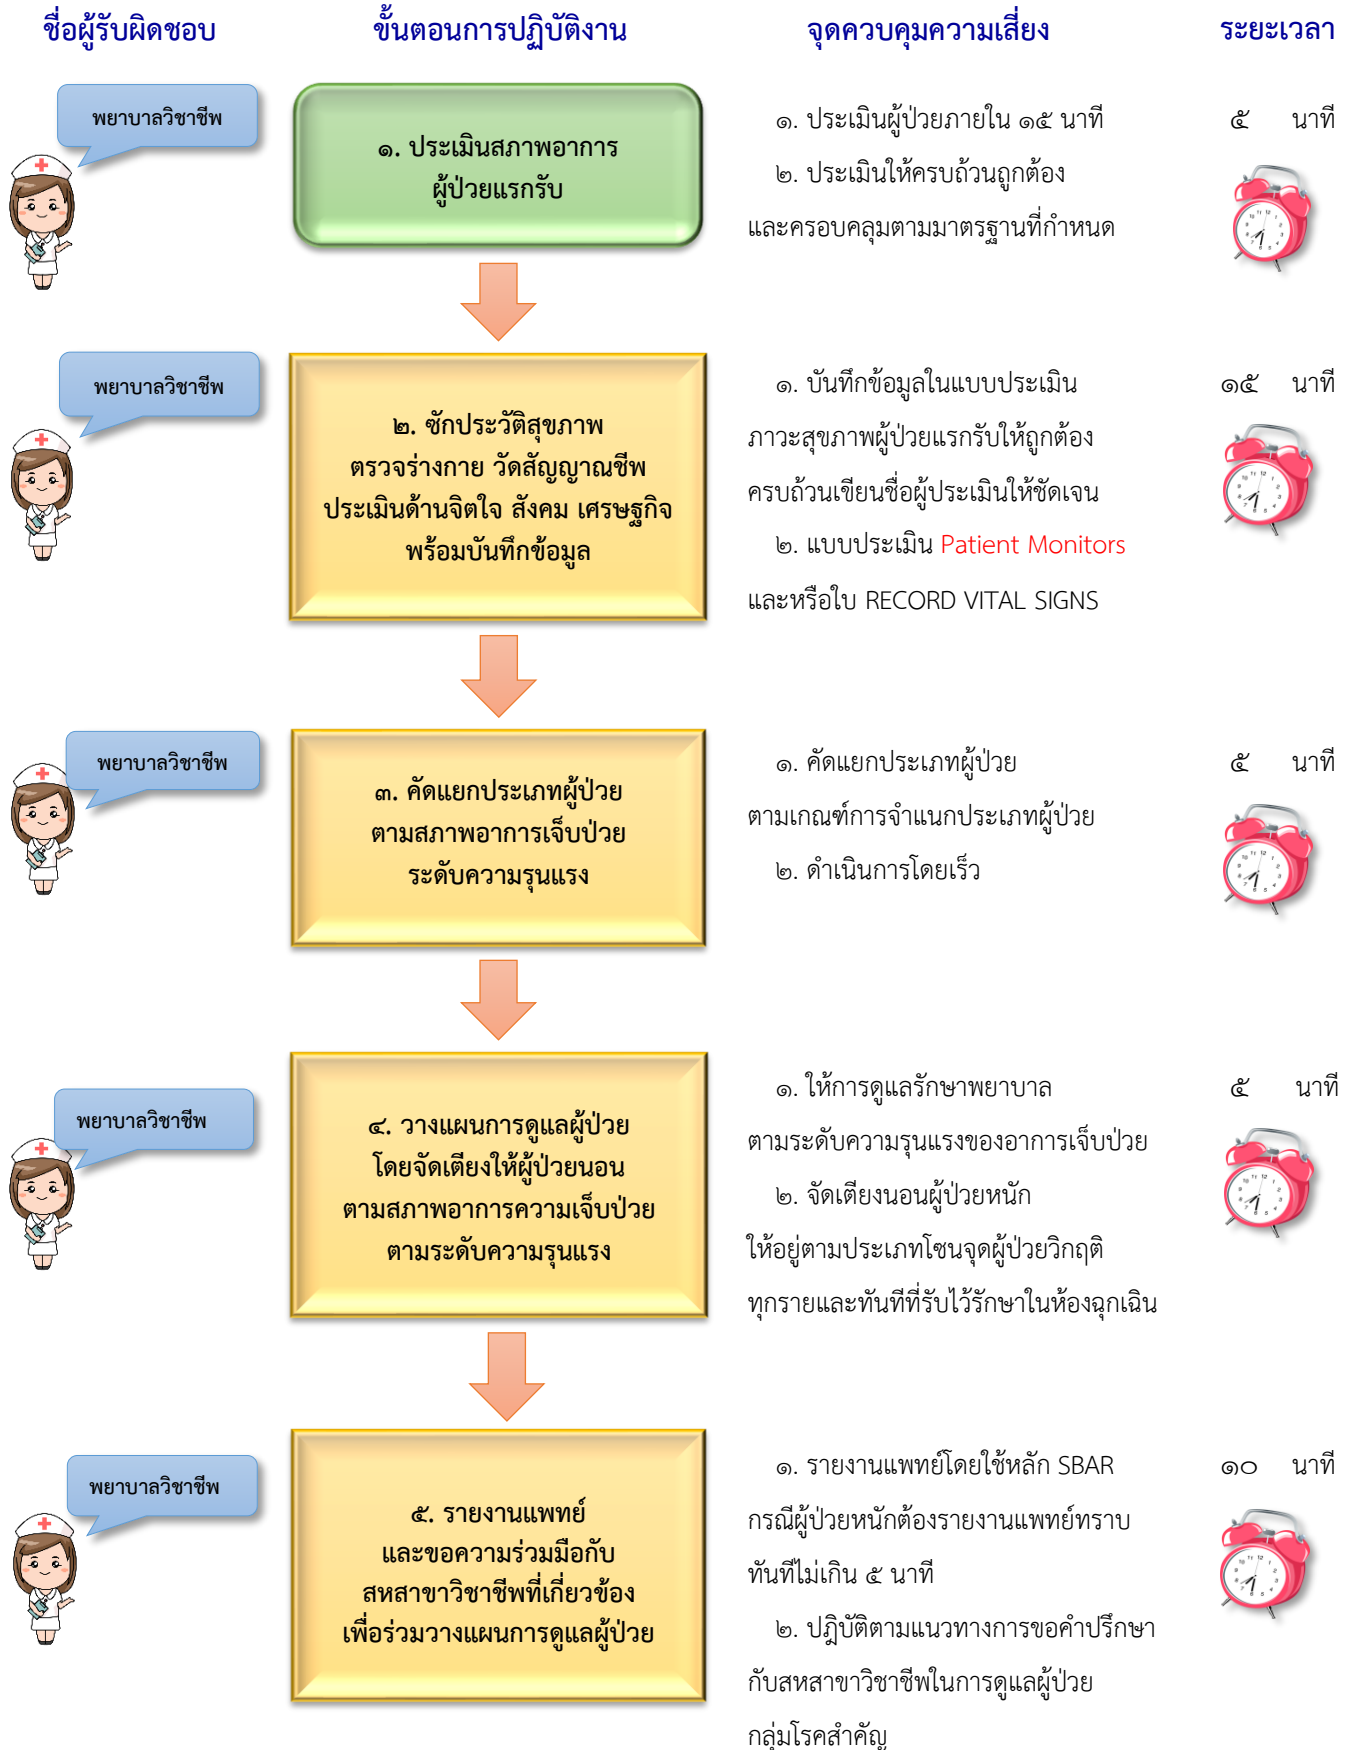 ชื่อผู้รับผิดชอบ ขั้นตอนการปฏิบัติงาน จุดควบคุมความเสี่ยง ระยะเวลา
พยาบาลวิชาชีพ
๑. ประเมินสภาพอาการ
ผู้ป่วยแรกรับ
๑. ประเมินผู้ป่วยภายใน ๑๕ นาที
๒. ประเมินให้ครบถ้วนถูกต้อง
และครอบคลุมตามมาตรฐานที่กำหนด
๕ นาที
พยาบาลวิชาชีพ
๒. ซักประวัติสุขภาพ
ตรวจร่างกาย วัดสัญญาณชีพ
ประเมินด้านจิตใจ สังคม เศรษฐกิจ
พร้อมบันทึกข้อมูล
๑. บันทึกข้อมูลในแบบประเมิน
ภาวะสุขภาพผู้ป่วยแรกรับให้ถูกต้อง
ครบถ้วนเขียนชื่อผู้ประเมินให้ชัดเจน
๒. แบบประเมิน Patient Monitors
และหรือใบ RECORD VITAL SIGNS
๑๕ นาที
พยาบาลวิชาชีพ
๓. คัดแยกประเภทผู้ป่วย
ตามสภาพอาการเจ็บป่วย
ระดับความรุนแรง
๑. คัดแยกประเภทผู้ป่วย
ตามเกณฑ์การจำแนกประเภทผู้ป่วย
๒. ดำเนินการโดยเร็ว
๕ นาที
พยาบาลวิชาชีพ
๔. วางแผนการดูแลผู้ป่วย
โดยจัดเตียงให้ผู้ป่วยนอน
ตามสภาพอาการความเจ็บป่วย
ตามระดับความรุนแรง
๑. ให้การดูแลรักษาพยาบาล
ตามระดับความรุนแรงของอาการเจ็บป่วย
๒. จัดเตียงนอนผู้ป่วยหนัก
ให้อยู่ตามประเภทโซนจุดผู้ป่วยวิกฤติ
ทุกรายและทันทีที่รับไว้รักษาในห้องฉุกเฉิน
๕ นาที
พยาบาลวิชาชีพ
๕. รายงานแพทย์
และขอความร่วมมือกับ
สหสาขาวิชาชีพที่เกี่ยวข้อง
เพื่อร่วมวางแผนการดูแลผู้ป่วย
๑. รายงานแพทย์โดยใช้หลัก SBAR
กรณีผู้ป่วยหนักต้องรายงานแพทย์ทราบ
ทันทีไม่เกิน ๕ นาที
๒. ปฎิบัติตามแนวทางการขอคำปรึกษา
กับสหสาขาวิชาชีพในการดูแลผู้ป่วย
กลุ่มโรคสำคัญ
๑๐ นาที